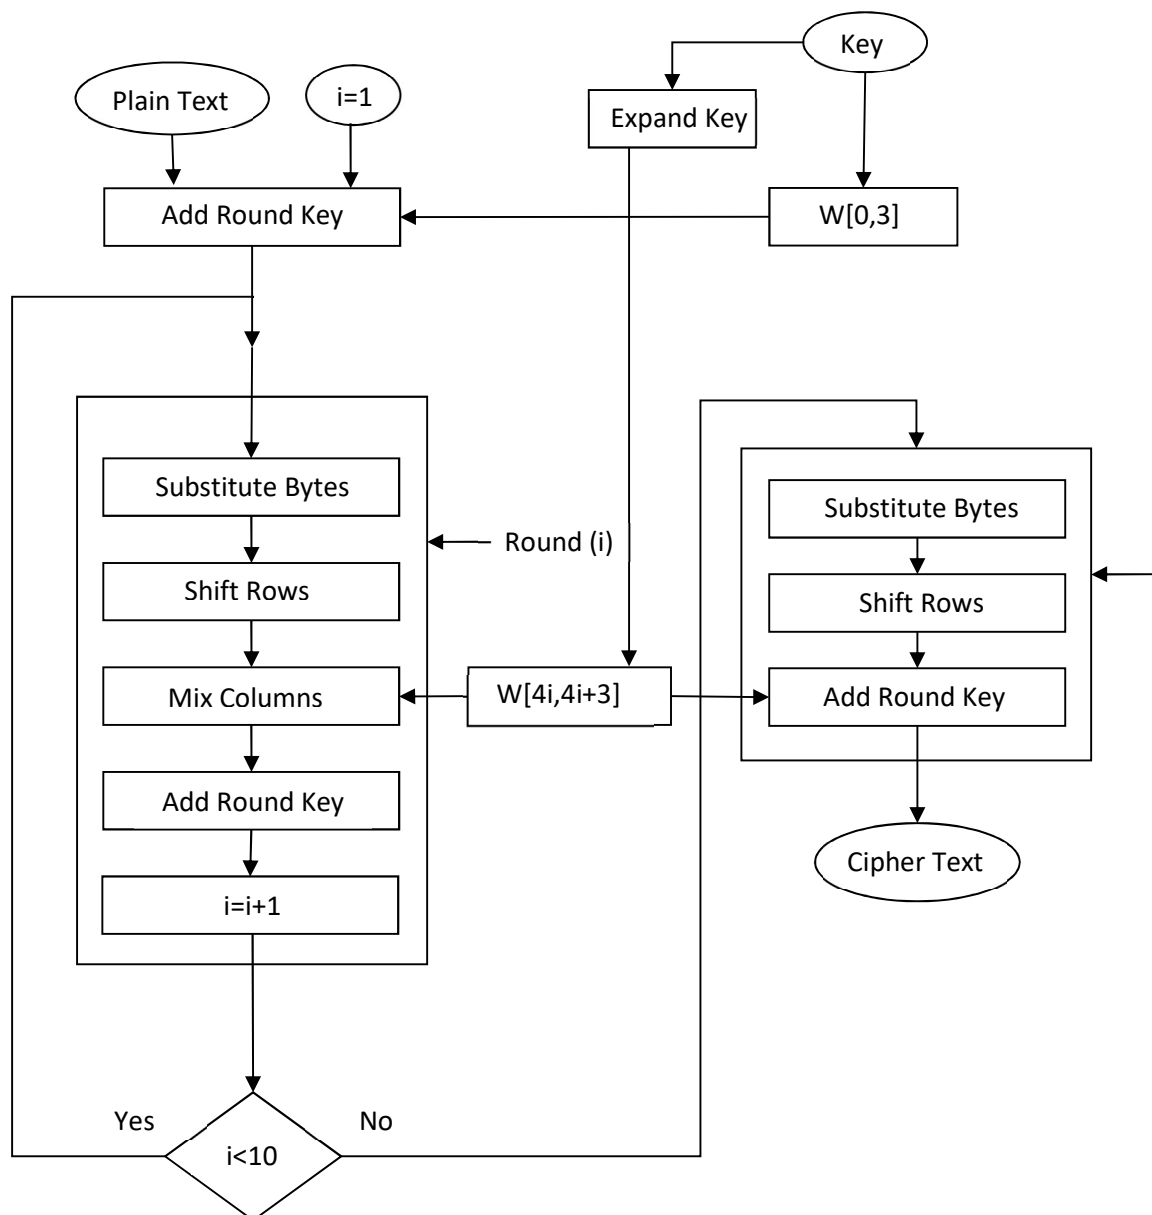 Key
Plain Text
i=1
Expand Key
Add Round Key
W[0,3]
Substitute Bytes
Shift Rows
Mix Columns
Add Round Key
i=i+1
Round (i)
W[4i,4i+3]
Substitute Bytes
Shift Rows
Add Round Key
Cipher Text
Yes
No
i<10